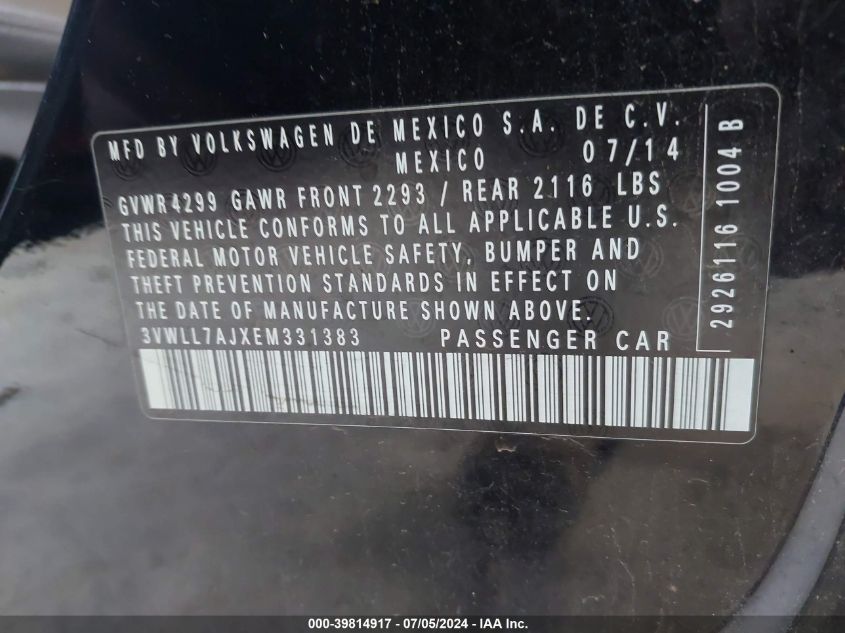 MFD BY VOLKSWAGEN DE MEXICO S.A. DE C.V.
MEXICO 07/14
GVWR 4299 GAWR FRONT 2293 / REAR 2116 LBS
THIS VEHICLE CONFORMS TO ALL APPLICABLE U.S.
FEDERAL MOTOR VEHICLE SAFETY, BUMPER AND
THEFT PREVENTION STANDARDS IN EFFECT ON
THE DATE OF MANUFACTURE SHOWN ABOVE.
3VWLL7AJXEM331383 PASSENGER CAR
2926116 1004 B
000-39814917 - 07/05/2024 - IAA Inc.